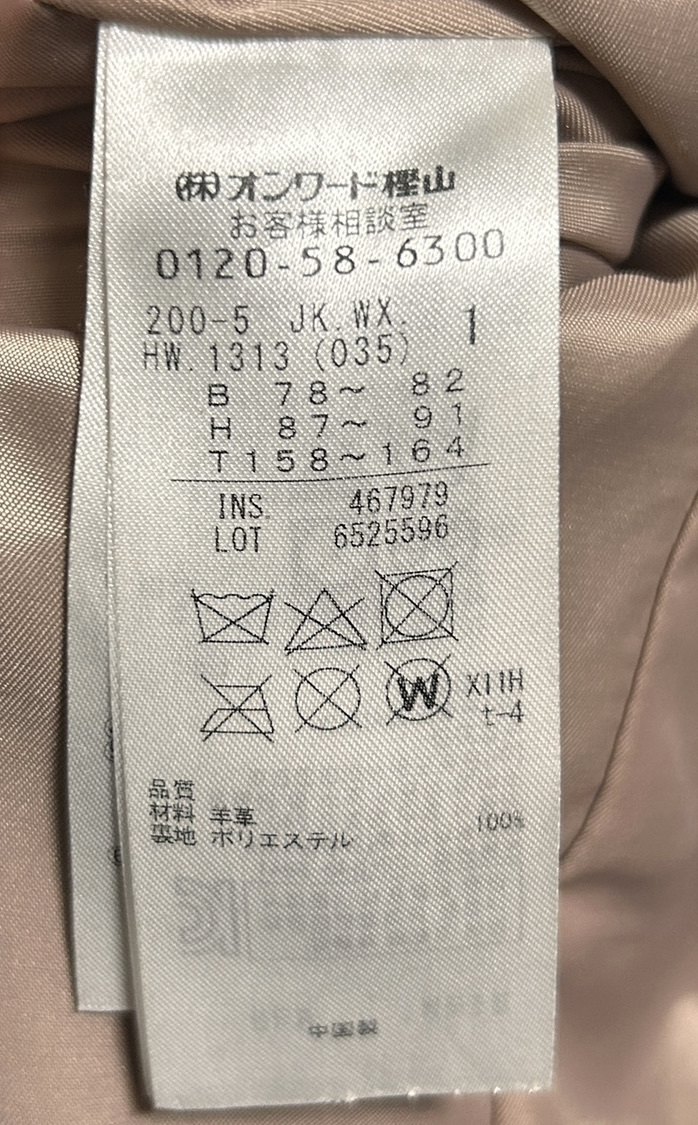 (株)オンワード樫山
お客様相談室
0120-58-6300
200-5 JK.WX. 1
HW.1313 (035)
B 78～ 82
H 87～ 91
T158～164
INS. 467979
LOT 6525596
W
t-4
品質
材料 羊革 100%
裏地 ポリエステル
中国製